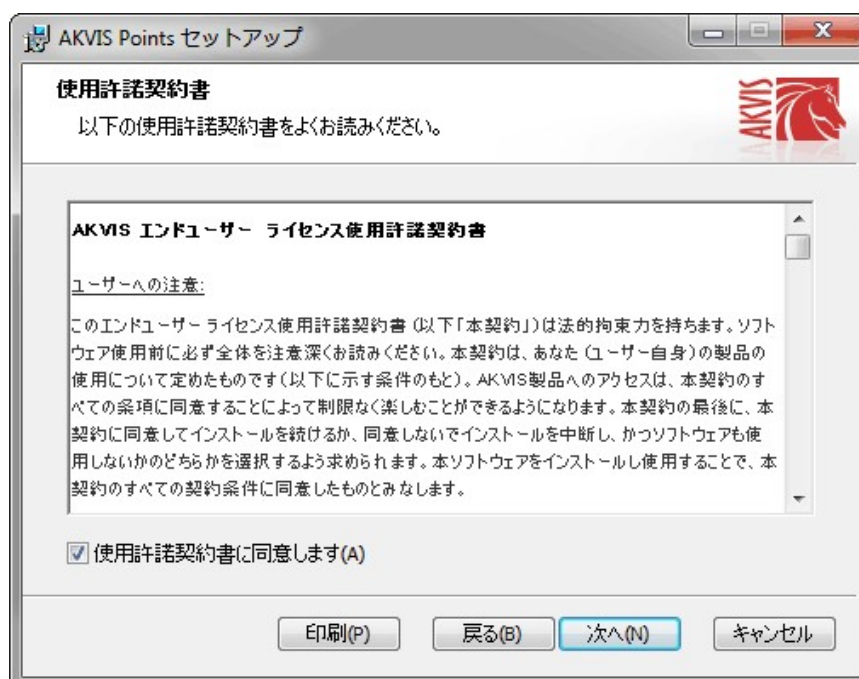 AKVIS Points セットアップ
使用許諾契約書
以下の使用許諾契約書をよくお読みください。
AKVIS
AKVIS エンドユーザー ライセンス使用許諾契約書
ユーザーへの注意:
このエンドユーザー ライセンス使用許諾契約書 (以下「本契約」)は法的拘束力を持ちます。ソフト
ウェア使用前に必ず全体を注意深くお読みください。本契約は、あなた (ユーザー自身)の製品の
使用について定めたものです(以下に示す条件のもと)。AKVIS製品へのアクセスは、本契約のす
べての条項に同意することによって制限なく楽しむことができるようになります。本契約の最後に、本
契約に同意してインストールを続けるか、同意しないでインストールを中断し、かつソフトウェアも使
用しないかのどちらかを選択するよう求められます。本ソフトウェアをインストールし使用することで、本
契約のすべての契約条件に同意したものとみなします。
使用許諾契約書に同意します(A)
印刷(P) 戻る(B) 次へ(N) キャンセル